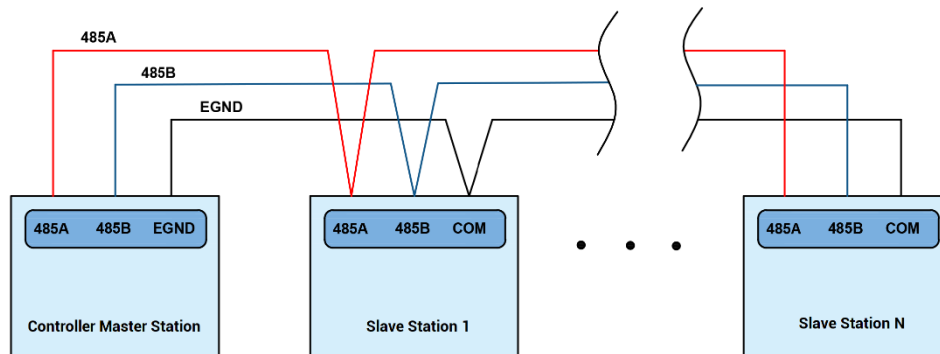 485A
485B
EGND
485A 485B EGND
485A 485B COM
485A 485B COM
Controller Master Station
Slave Station 1
Slave Station N